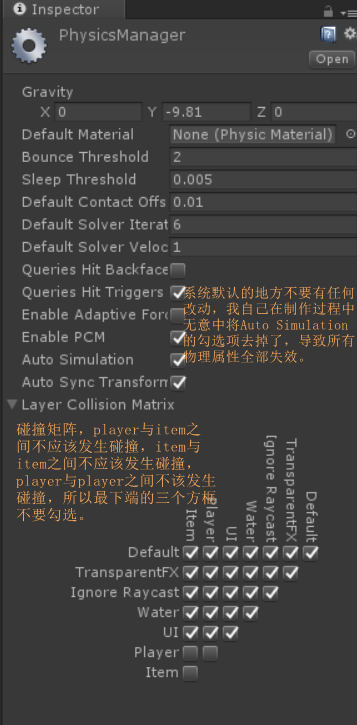 Inspector
PhysicsManager
Open
Gravity
X 0 Y -9.81 Z 0
Default Material None (Physic Material)
Bounce Threshold 2
Sleep Threshold 0.005
Default Contact Offs 0.01
Default Solver Iterat 6
Default Solver Veloc 1
Queries Hit Backface
Queries Hit Triggers
Enable Adaptive Forc
Enable PCM
Auto Simulation
Auto Sync Transform
系统默认的地方不要有任何
改动，我自己在制作过程中
无意中将Auto Simulation
的勾选项去掉了，导致所有
物理属性全部失效。
Layer Collision Matrix
碰撞矩阵，player与item之
间不应该发生碰撞，item与
item之间不应该发生碰撞，
player与player之间不该发生
碰撞，所以最下端的三个方框
不要勾选。
Item
Player
UI
Water
Ignore Raycast
TransparentFX
Default
Default
TransparentFX
Ignore Raycast
Water
UI
Player
Item